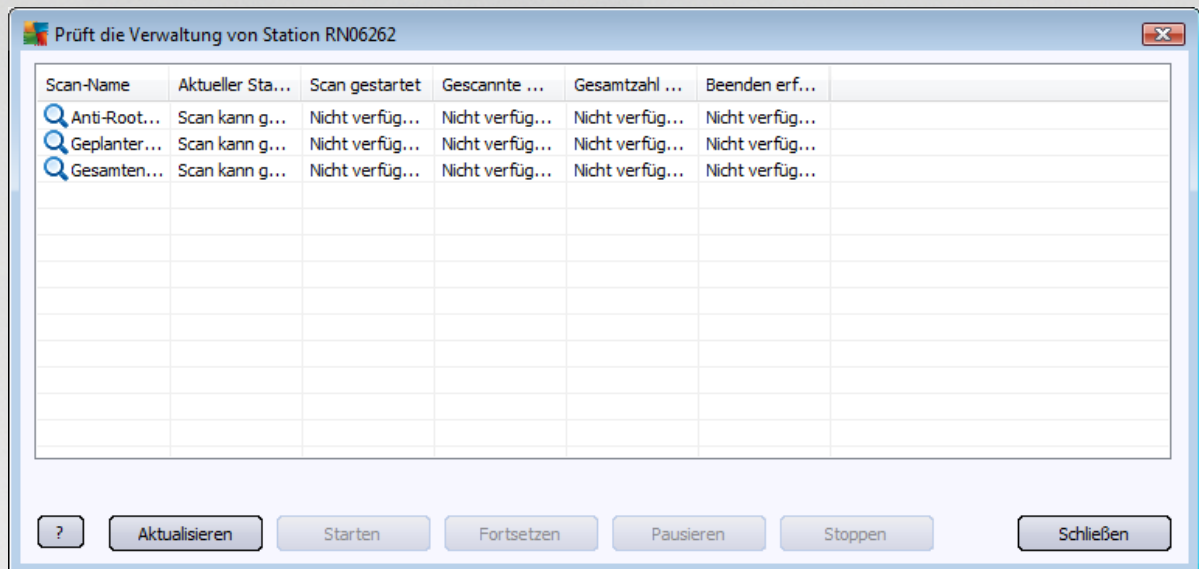 Prüft die Verwaltung von Station RN06262
Scan-Name Aktueller Sta... Scan gestartet Gescannte ... Gesamtzahl ... Beenden erf...
Anti-Root... Scan kann g... Nicht verfüg... Nicht verfüg... Nicht verfüg... Nicht verfüg...
Geplanter... Scan kann g... Nicht verfüg... Nicht verfüg... Nicht verfüg... Nicht verfüg...
Gesamten... Scan kann g... Nicht verfüg... Nicht verfüg... Nicht verfüg... Nicht verfüg...
? Aktualisieren Starten Fortsetzen Pausieren Stoppen Schließen